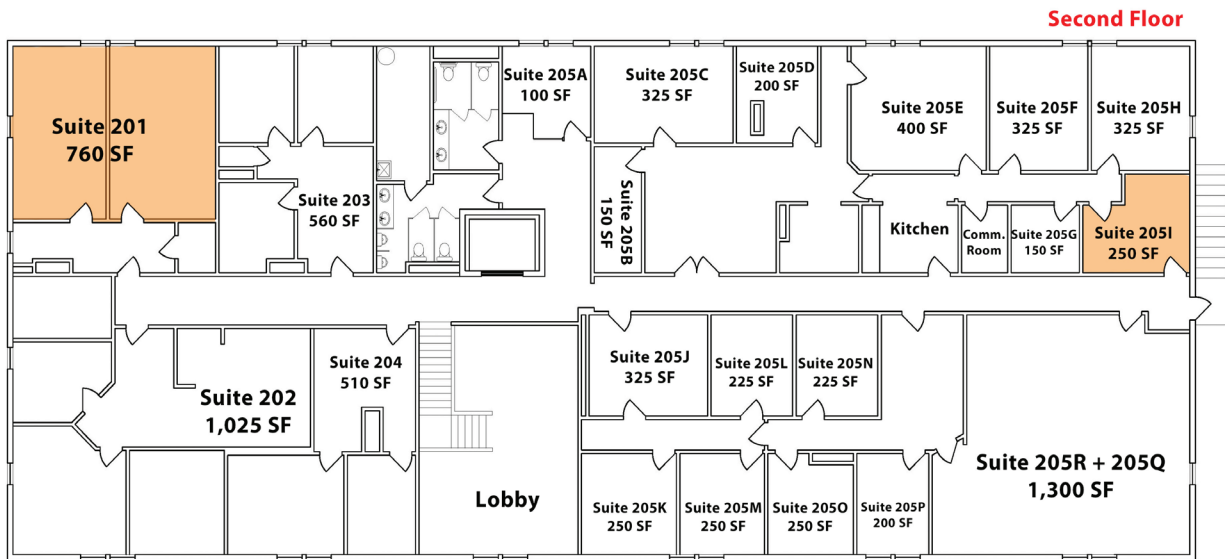 Second Floor
Suite 201
760 SF
Suite 203
560 SF
Suite 205A
100 SF
Suite 205C
325 SF
Suite 205D
200 SF
Suite 205E
400 SF
Suite 205F
325 SF
Suite 205H
325 SF
Suite 205B
150 SF
Kitchen
Comm.
Room
Suite 205G
150 SF
Suite 205I
250 SF
Suite 202
1,025 SF
Suite 204
510 SF
Lobby
Suite 205J
325 SF
Suite 205L
225 SF
Suite 205N
225 SF
Suite 205K
250 SF
Suite 205M
250 SF
Suite 205O
250 SF
Suite 205P
200 SF
Suite 205R + 205Q
1,300 SF